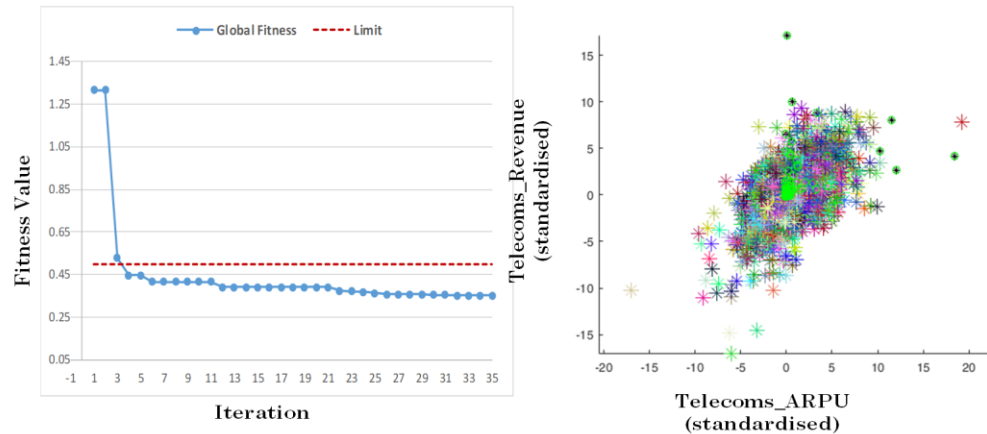 Global Fitness
Limit
1.45
1.25
1.05
0.85
0.65
0.45
0.25
0.05
Fitness Value
-1 1 3 5 7 9 11 13 15 17 19 21 23 25 27 29 31 33 35
Iteration
Telecoms_Revenue
(standardised)
15
10
5
0
-5
-10
-15
-20 -15 -10 -5 0 5 10 15 20
Telecoms_ARPU
(standardised)